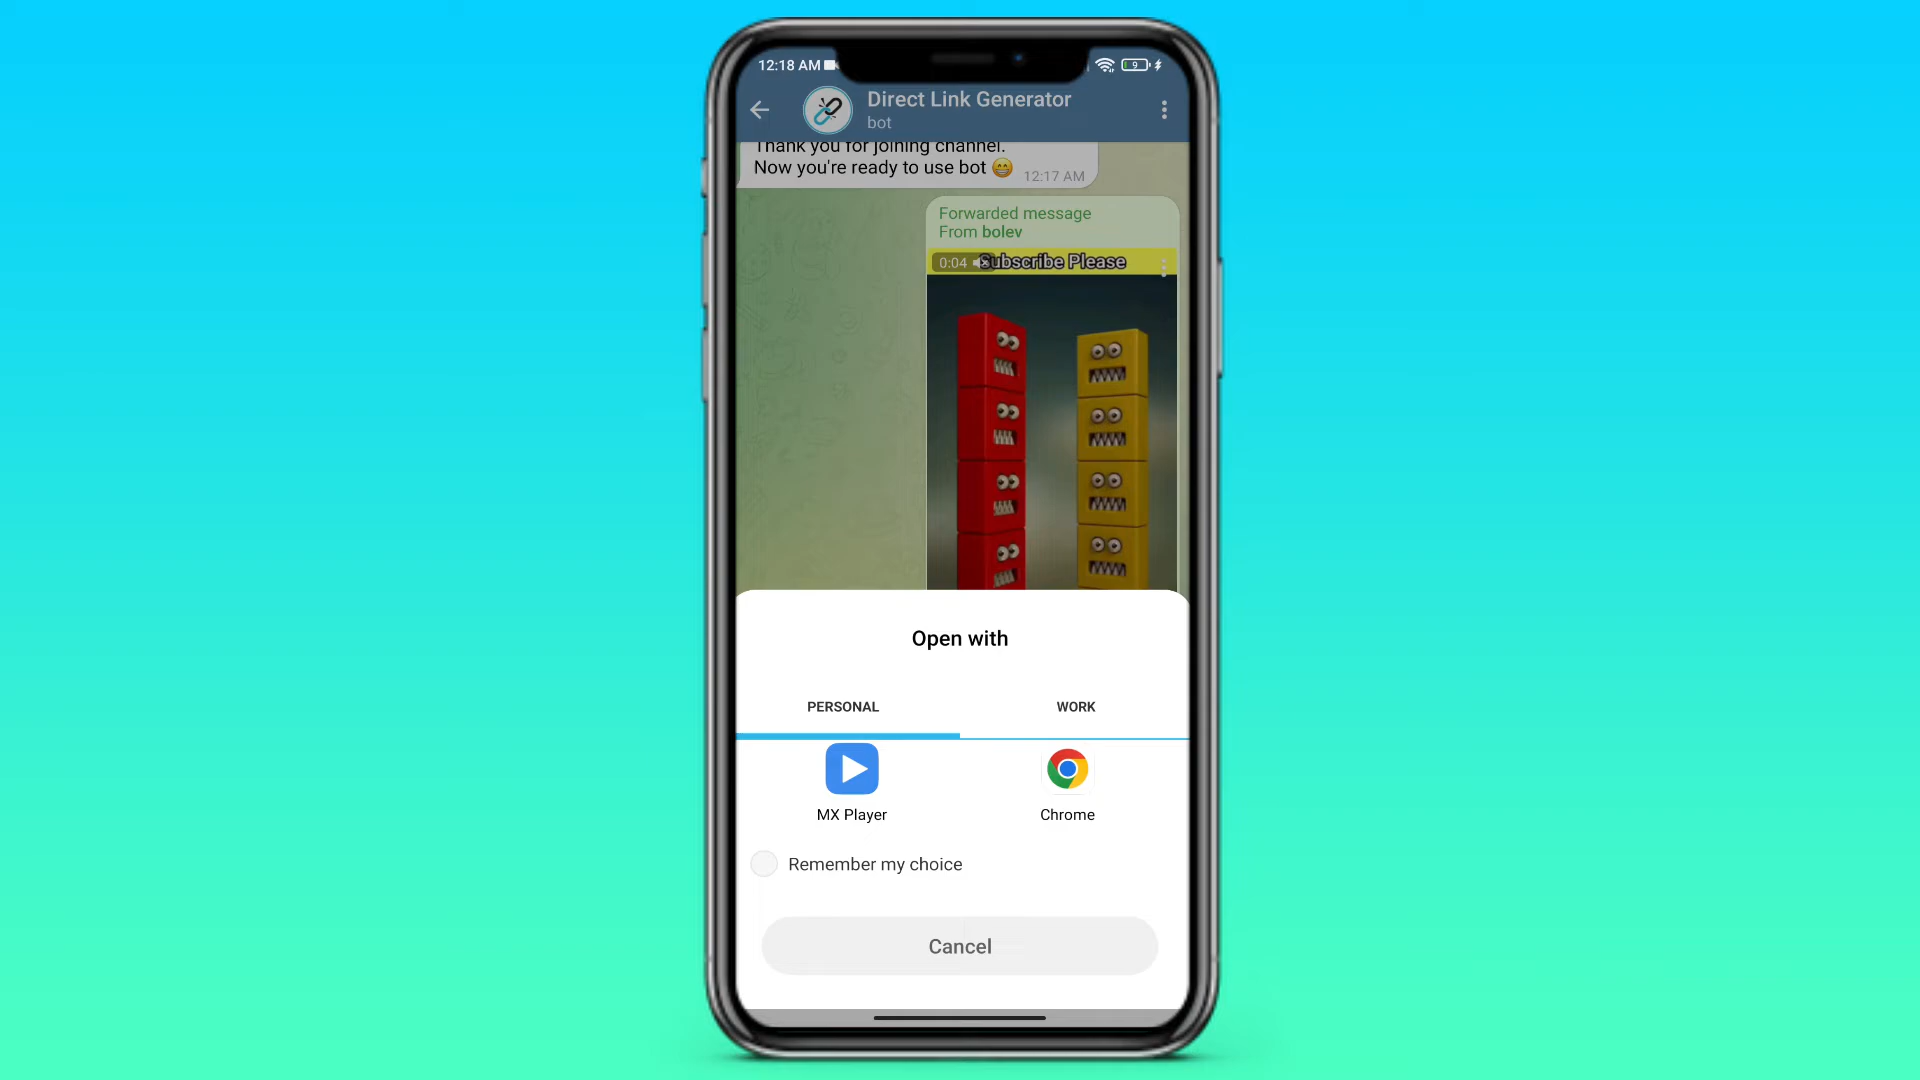 12:18 AM
9
Direct Link Generator
bot
Thank you for joining channel.
Now you're ready to use bot 😁
12:17 AM
Forwarded message
From bolev
0:04
Subscribe Please
Open with
PERSONAL
WORK
MX Player
Chrome
Remember my choice
Cancel